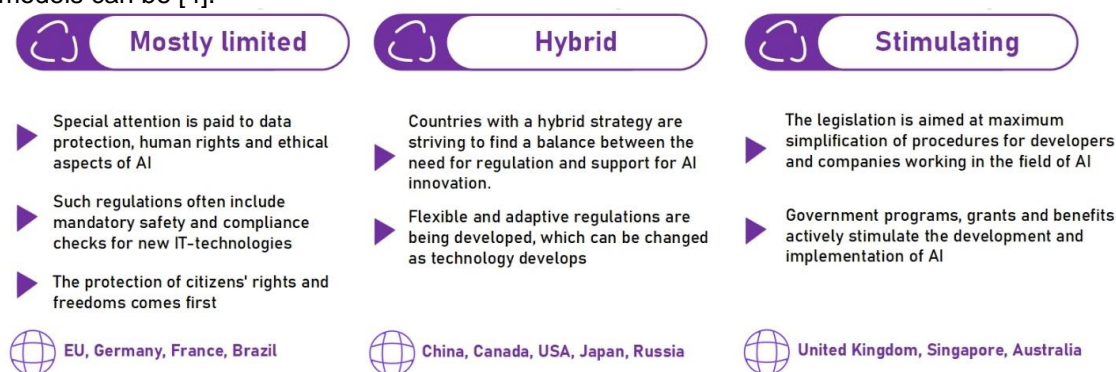 models can be [4].
Mostly limited
Special attention is paid to data
protection, human rights and ethical
aspects of AI
Such regulations often include
mandatory safety and compliance
checks for new IT-technologies
The protection of citizens' rights and
freedoms comes first
EU, Germany, France, Brazil
Hybrid
Countries with a hybrid strategy are
striving to find a balance between the
need for regulation and support for AI
innovation.
Flexible and adaptive regulations are
being developed, which can be changed
as technology develops
China, Canada, USA, Japan, Russia
Stimulating
The legislation is aimed at maximum
simplification of procedures for developers
and companies working in the field of AI
Government programs, grants and benefits
actively stimulate the development and
implementation of AI
United Kingdom, Singapore, Australia